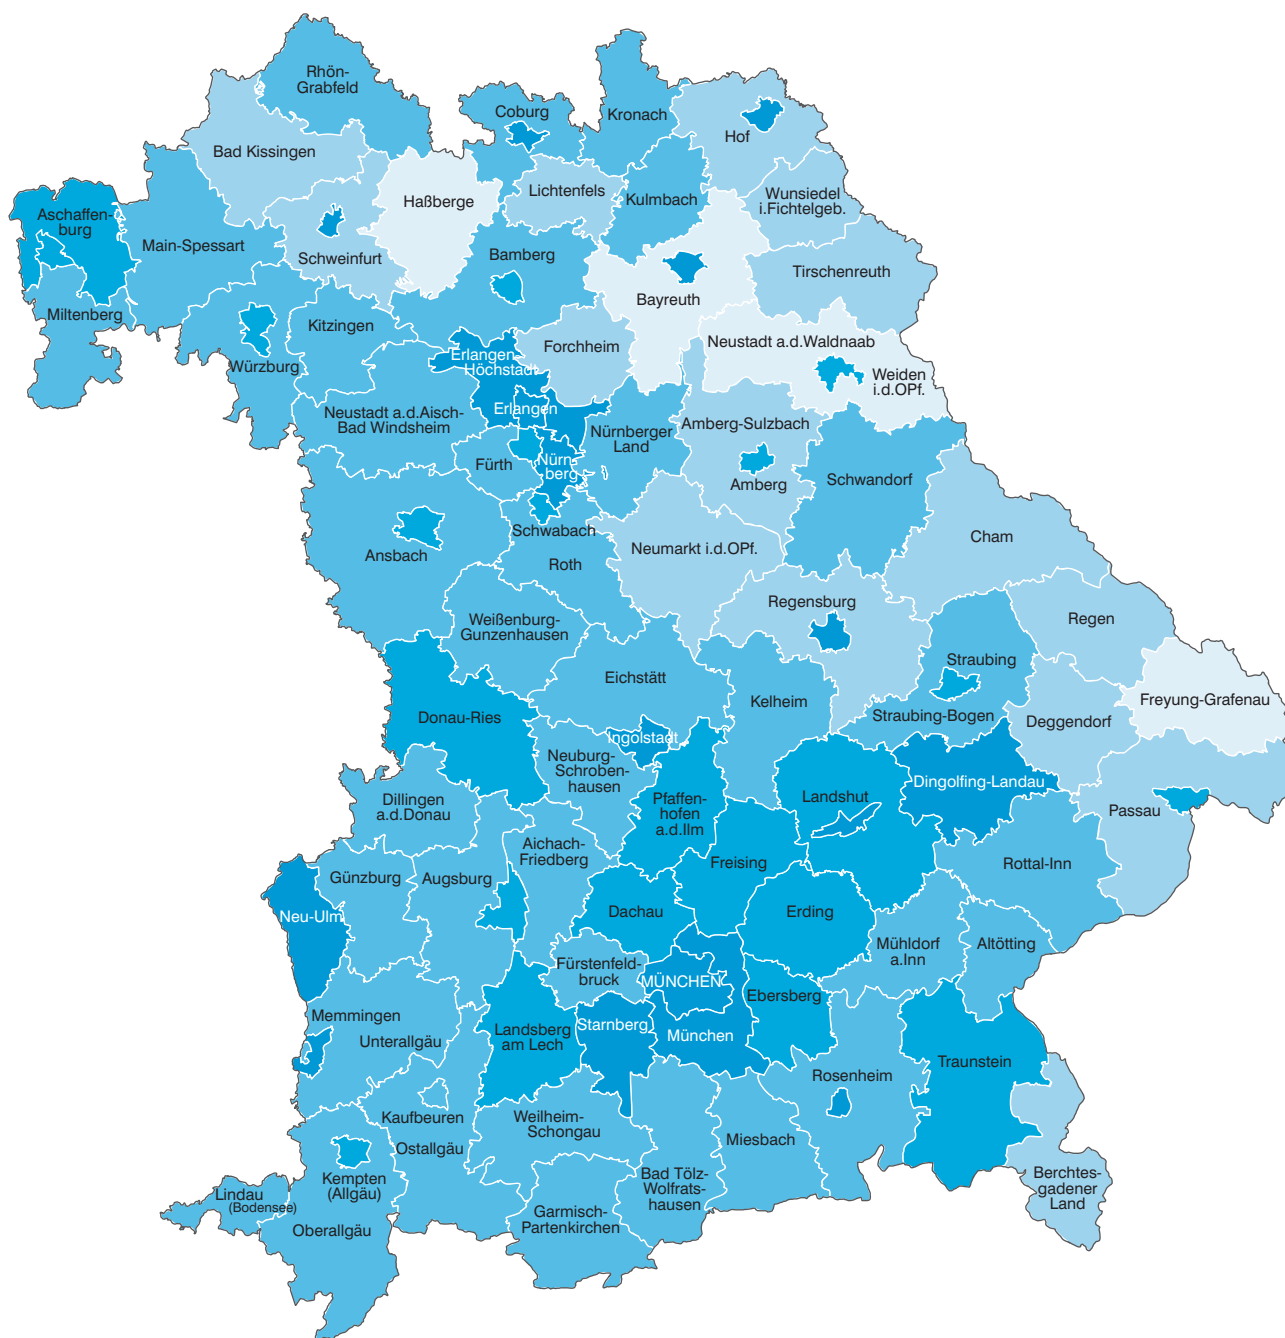 Rhön-
Grabfeld
Coburg
Kronach
Hof
Bad Kissingen
Lichtenfels
Kulmbach
Wunsiedel
i.Fichtelgeb.
Haßberge
Aschaffen-
burg
Main-Spessart
Schweinfurt
Bamberg
Tirschenreuth
Bayreuth
Miltenberg
Kitzingen
Forchheim
Neustadt a.d.Waldnaab
Erlangen-
Höchstadt
Würzburg
Weiden
i.d.OPf.
Erlangen
Neustadt a.d.Aisch-
Bad Windsheim
Nürnberger
Land
Amberg-Sulzbach
Fürth
Nürn-
berg
Amberg
Schwandorf
Schwabach
Ansbach
Roth
Neumarkt i.d.OPf.
Cham
Regensburg
Weißenburg-
Gunzenhausen
Regen
Straubing
Eichstätt
Kelheim
Freyung-Grafenau
Donau-Ries
Straubing-Bogen
Deggendorf
Ingolstadt
Neuburg-
Schroben-
hausen
Dingolfing-Landau
Dillingen
a.d.Donau
Pfaffen-
hofen
a.d.Ilm
Landshut
Passau
Aichach-
Friedberg
Freising
Rottal-Inn
Günzburg
Augsburg
Neu-Ulm
Dachau
Erding
Mühldorf
a.Inn
Altötting
Fürstenfeld-
bruck
MÜNCHEN
Ebersberg
Memmingen
Unterallgäu
Landsberg
am Lech
Starnberg
München
Traunstein
Rosenheim
Kaufbeuren
Weilheim-
Schongau
Ostallgäu
Miesbach
Bad Tölz-
Wolfrats-
hausen
Berchtes-
gadener
Land
Kempten
(Allgäu)
Lindau
(Bodensee)
Garmisch-
Partenkirchen
Oberallgäu